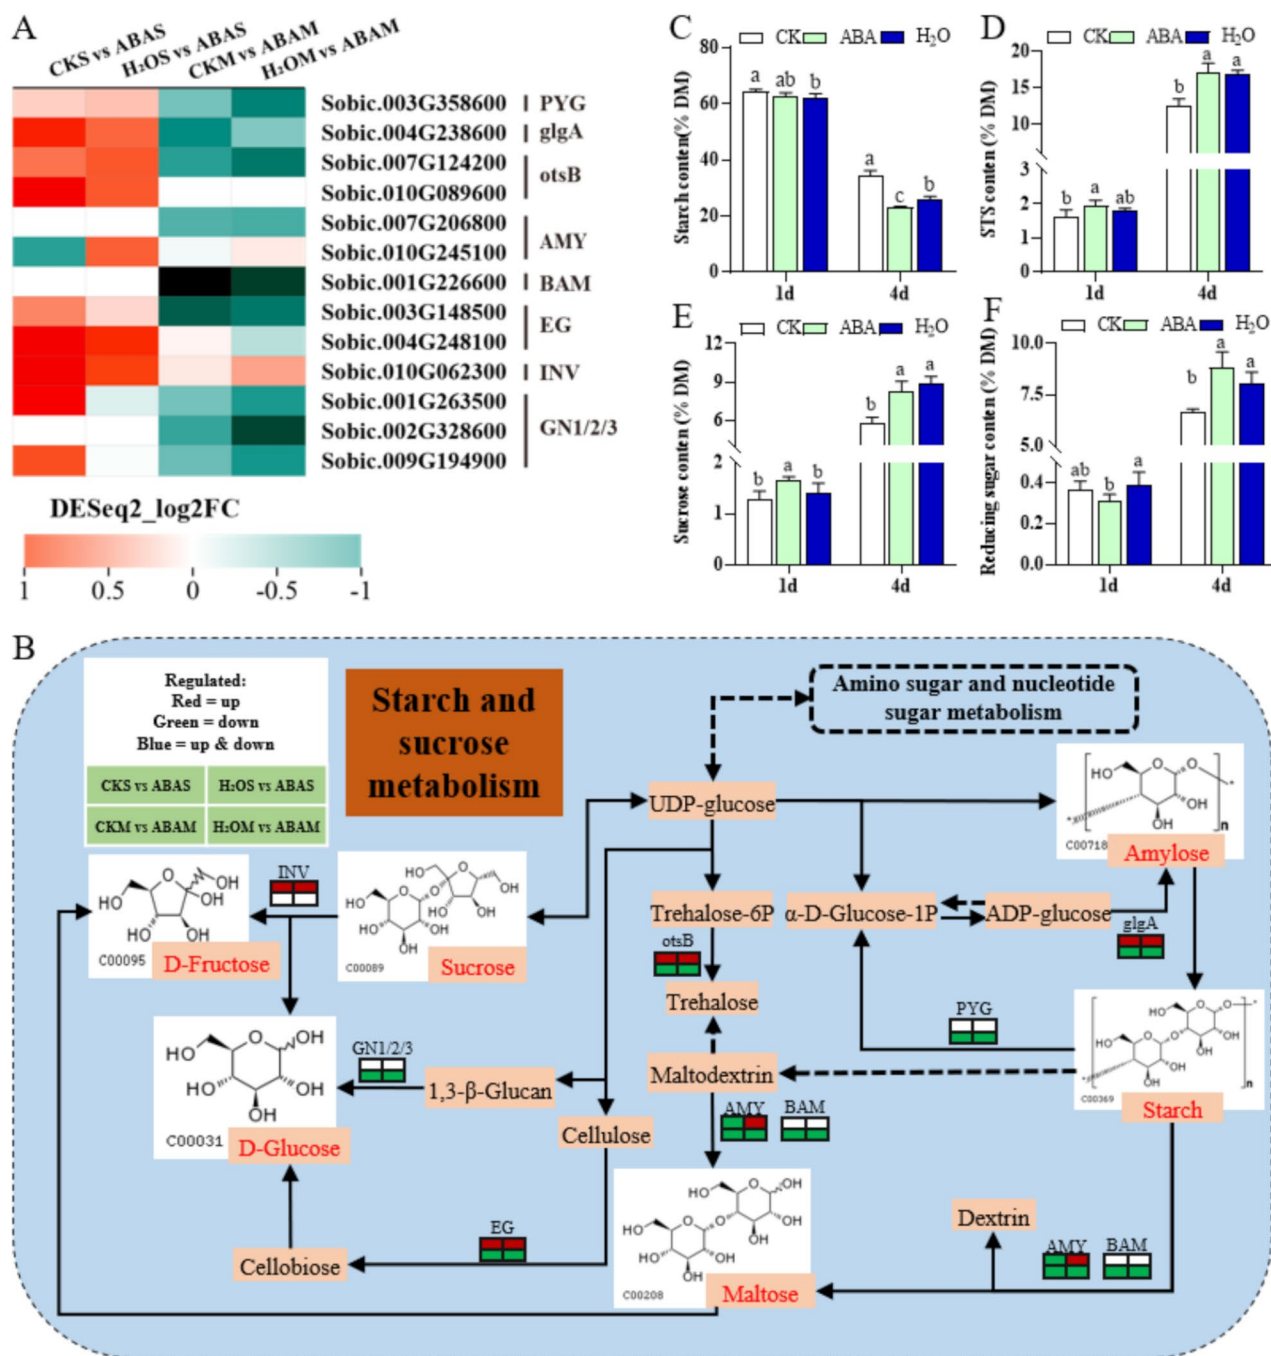 A
CKS vs ABAS
H₂OS vs ABAS
CKM vs ABAM
H₂OM vs ABAM
Sobic.003G358600
PYG
Sobic.004G238600
glgA
Sobic.007G124200
otsB
Sobic.010G089600
Sobic.007G206800
AMY
Sobic.010G245100
Sobic.001G226600
BAM
Sobic.003G148500
EG
Sobic.004G248100
Sobic.010G062300
INV
Sobic.001G263500
GN1/2/3
Sobic.002G328600
Sobic.009G194900
DESeq2_log2FC
1 0.5 0 -0.5 -1
C
CK ABA H₂O
Starch conten(% DM)
80
60
40
20
0
a ab b
a c b
1d 4d
D
CK ABA H₂O
STS conten (% DM)
20
15
10
3
2
1
0
b a ab
b a a
1d 4d
E
CK ABA H₂O
Sucrose conten (% DM)
12
9
6
2
1
0
b a b
b a a
1d 4d
F
CK ABA H₂O
Reducing sugar conten (% DM)
10.0
7.5
5.0
0.4
0.2
0.0
ab b a
b a a
1d 4d
B
Regulated:
Red = up
Green = down
Blue = up & down
CKS vs ABAS H₂OS vs ABAS
CKM vs ABAM H₂OM vs ABAM
Starch and
sucrose
metabolism
Amino sugar and nucleotide
sugar metabolism
UDP-glucose
C00718
Amylose
n
INV
C00095
D-Fructose
C00089
Sucrose
Trehalose-6P
α-D-Glucose-1P
ADP-glucose
otsB
glgA
Trehalose
PYG
GN1/2/3
1,3-β-Glucan
Maltodextrin
C00369
Starch
n
AMY BAM
Cellulose
C00031
D-Glucose
EG
Cellobiose
Dextrin
AMY BAM
C00208
Maltose